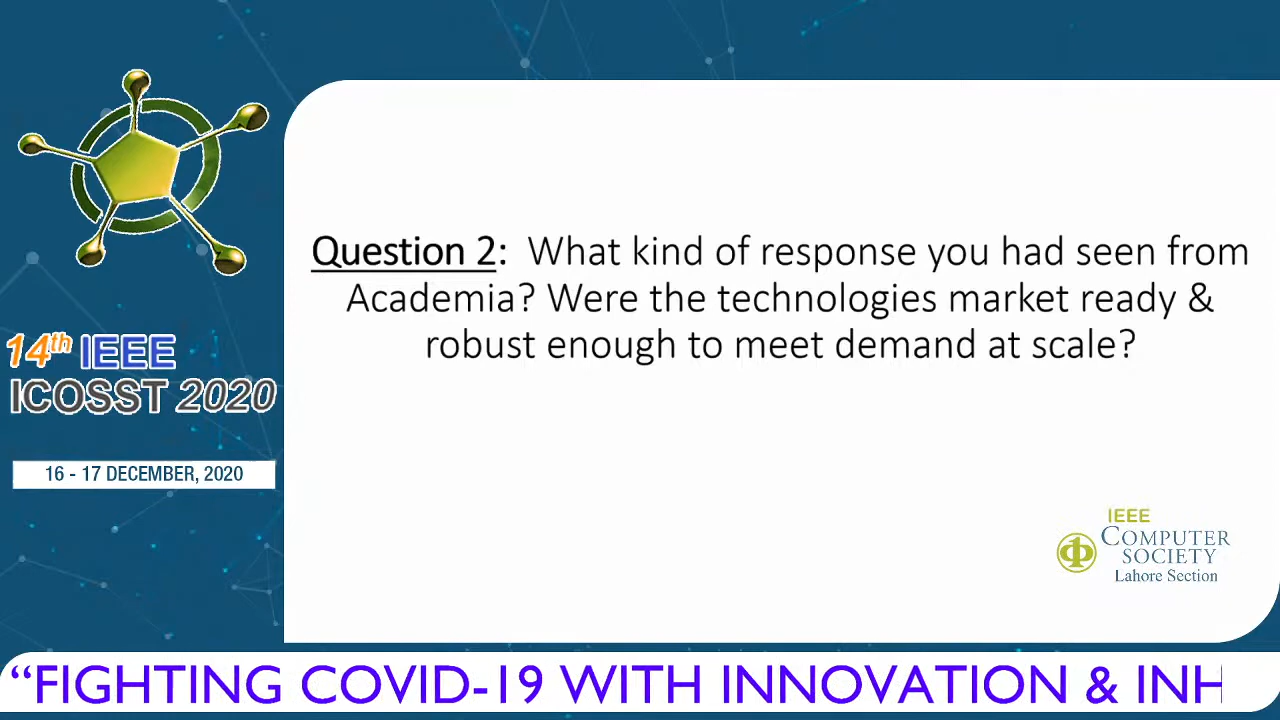 14th IEEE
ICOSST 2020
16 - 17 DECEMBER, 2020
Question 2: What kind of response you had seen from
Academia? Were the technologies market ready &
robust enough to meet demand at scale?
IEEE
COMPUTER
SOCIETY
Lahore Section
“FIGHTING COVID-19 WITH INNOVATION & INH